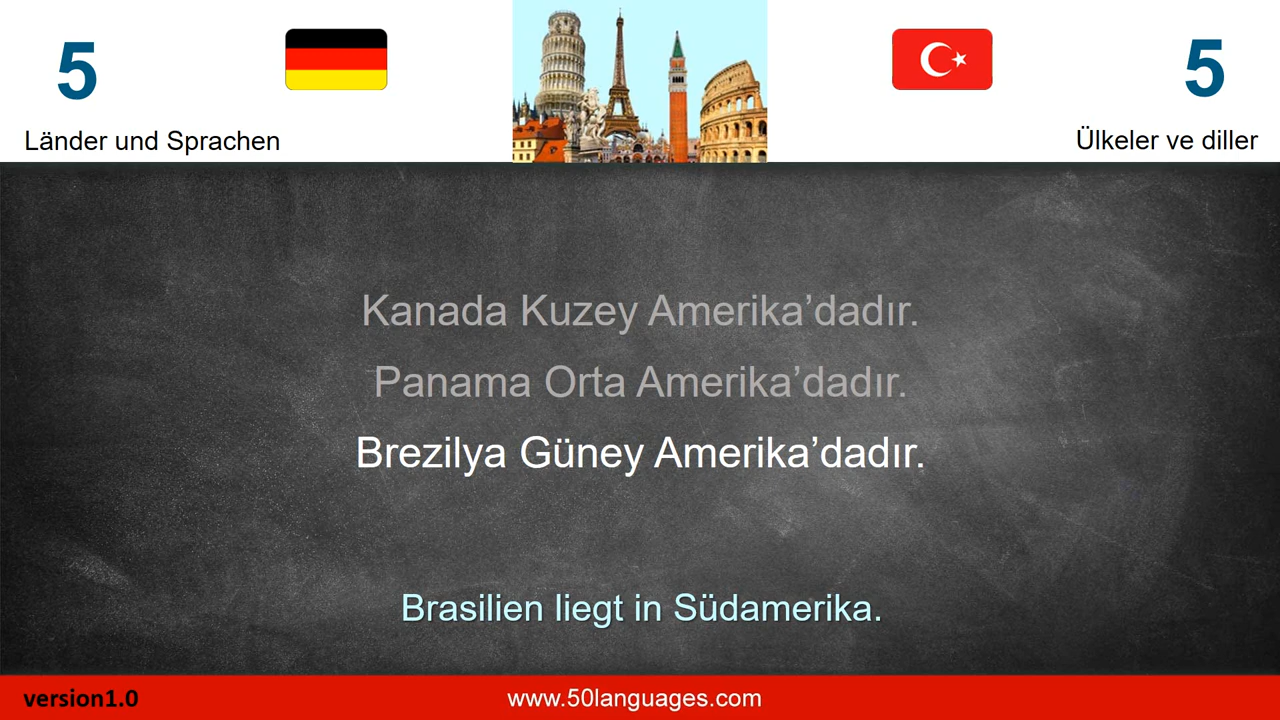 5
5
Länder und Sprachen
Ülkeler ve diller
Kanada Kuzey Amerika’dadır.
Panama Orta Amerika’dadır.
Brezilya Güney Amerika’dadır.
Brasilien liegt in Südamerika.
version1.0
www.50languages.com